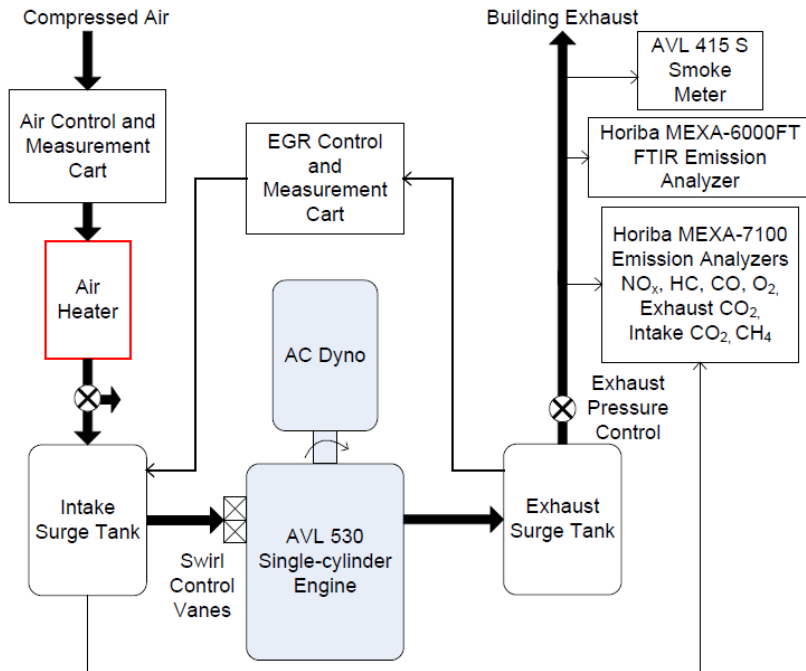 Compressed Air
Building Exhaust
AVL 415 S
Smoke
Meter
Air Control and
Measurement
Cart
EGR Control
and
Measurement
Cart
Horiba MEXA-6000FT
FTIR Emission
Analyzer
Horiba MEXA-7100
Emission Analyzers
NOₓ, HC, CO, O₂,
Exhaust CO₂,
Intake CO₂, CH₄
Air
Heater
AC Dyno
Exhaust
Pressure
Control
Intake
Surge Tank
Swirl
Control
Vanes
AVL 530
Single-cylinder
Engine
Exhaust
Surge Tank